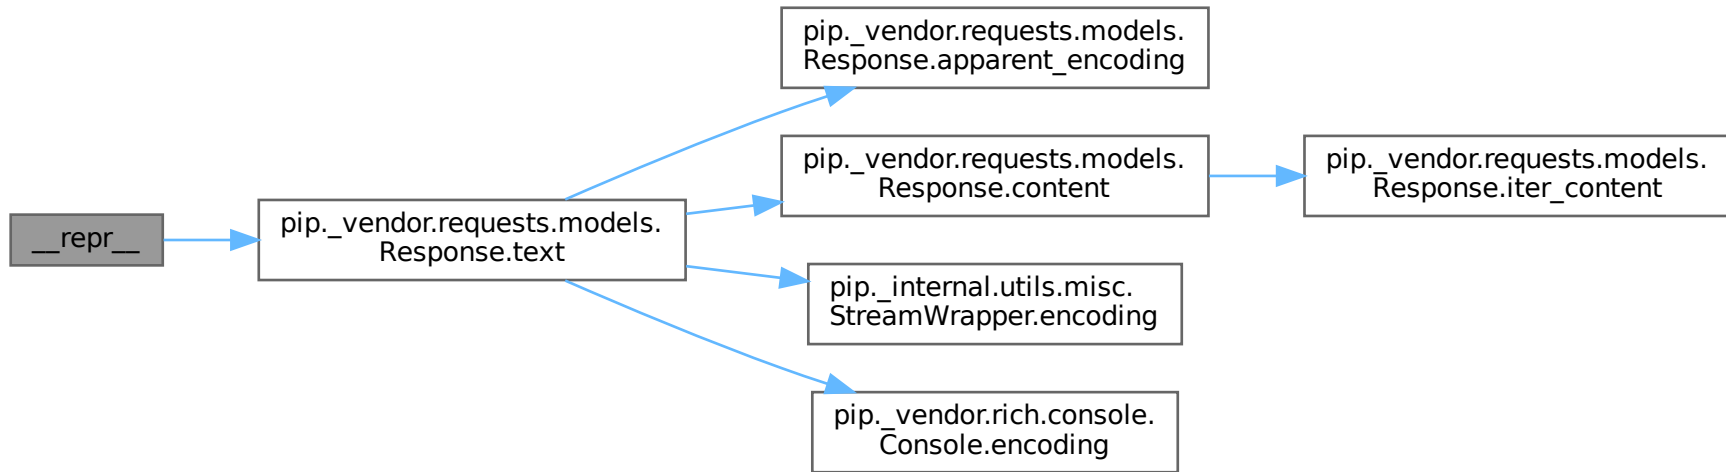 __repr__
pip._vendor.requests.models.
Response.text
pip._vendor.requests.models.
Response.apparent_encoding
pip._vendor.requests.models.
Response.content
pip._vendor.requests.models.
Response.iter_content
pip._internal.utils.misc.
StreamWrapper.encoding
pip._vendor.rich.console.
Console.encoding